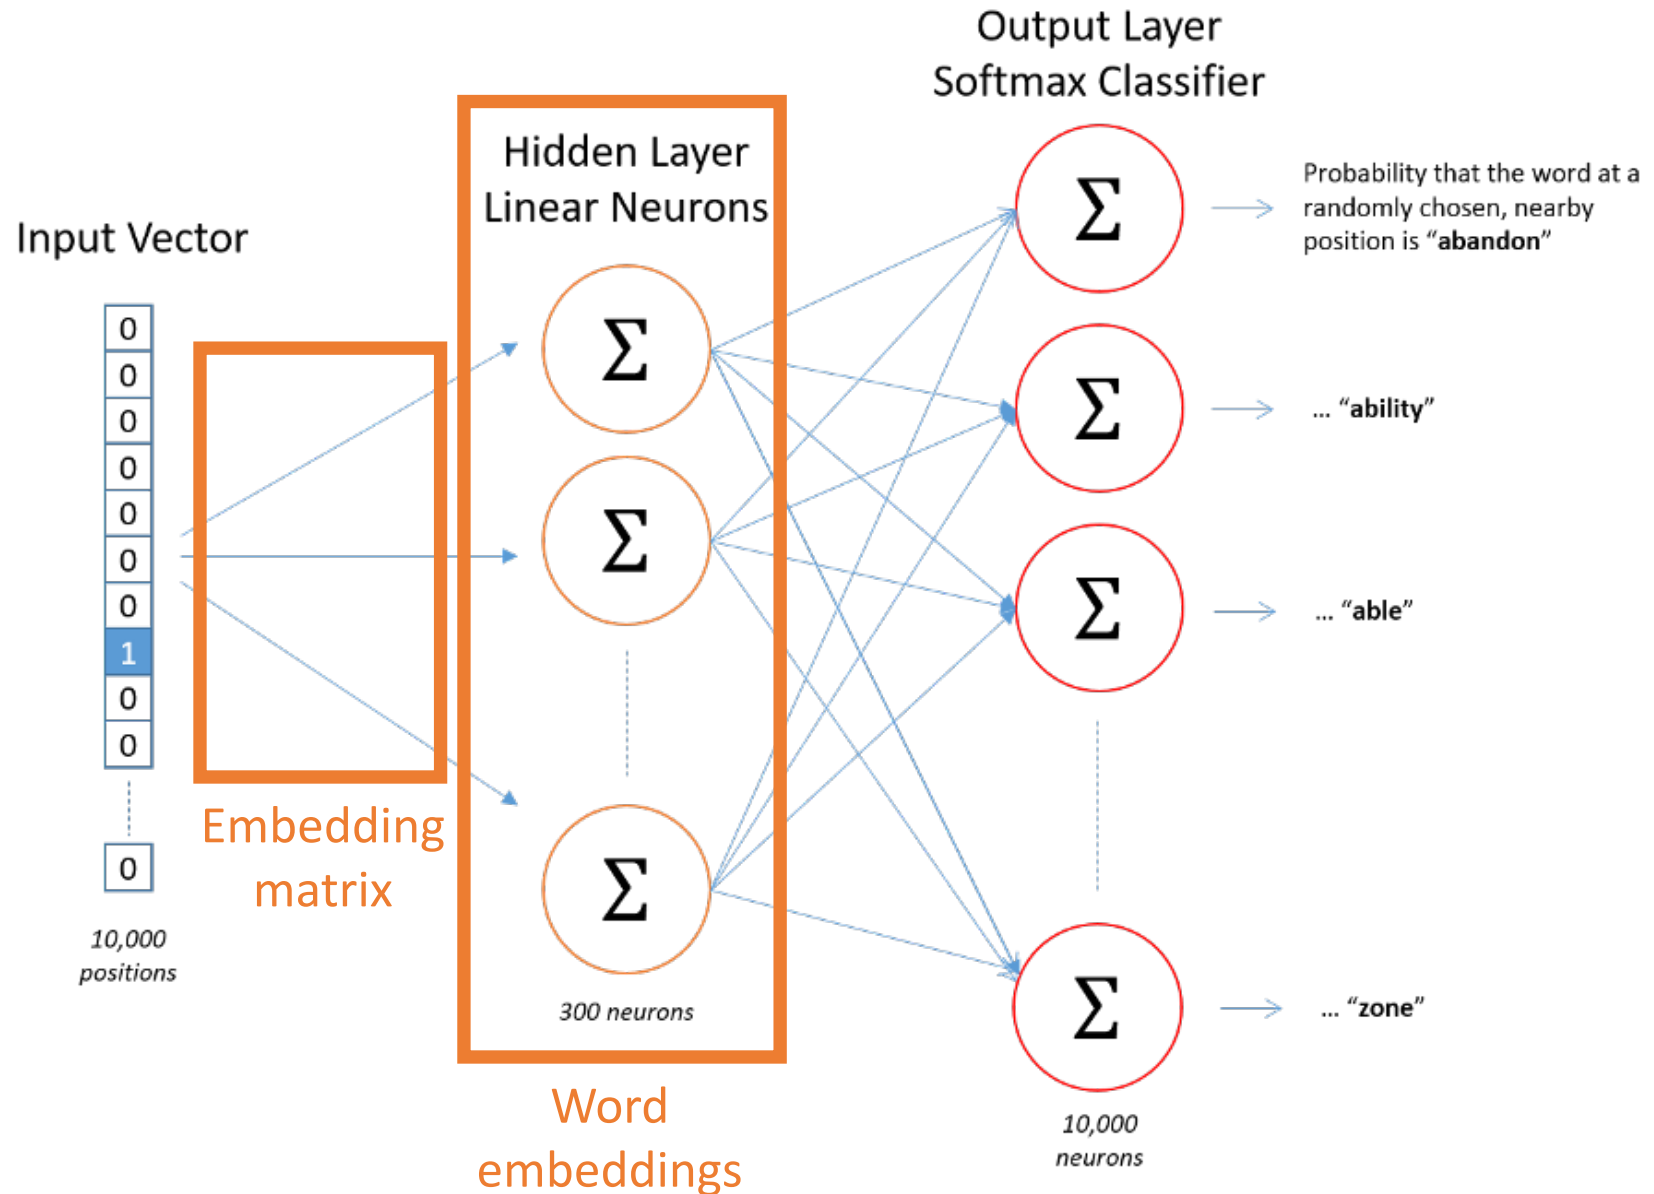 Output Layer
Softmax Classifier
Hidden Layer
Linear Neurons
Input Vector
0
0
0
0
0
0
0
1
0
0
0
10,000
positions
Embedding
matrix
Σ
Σ
Σ
300 neurons
Word
embeddings
Σ
Σ
Σ
Σ
10,000
neurons
Probability that the word at a
randomly chosen, nearby
position is “abandon”
... “ability”
... “able”
... “zone”